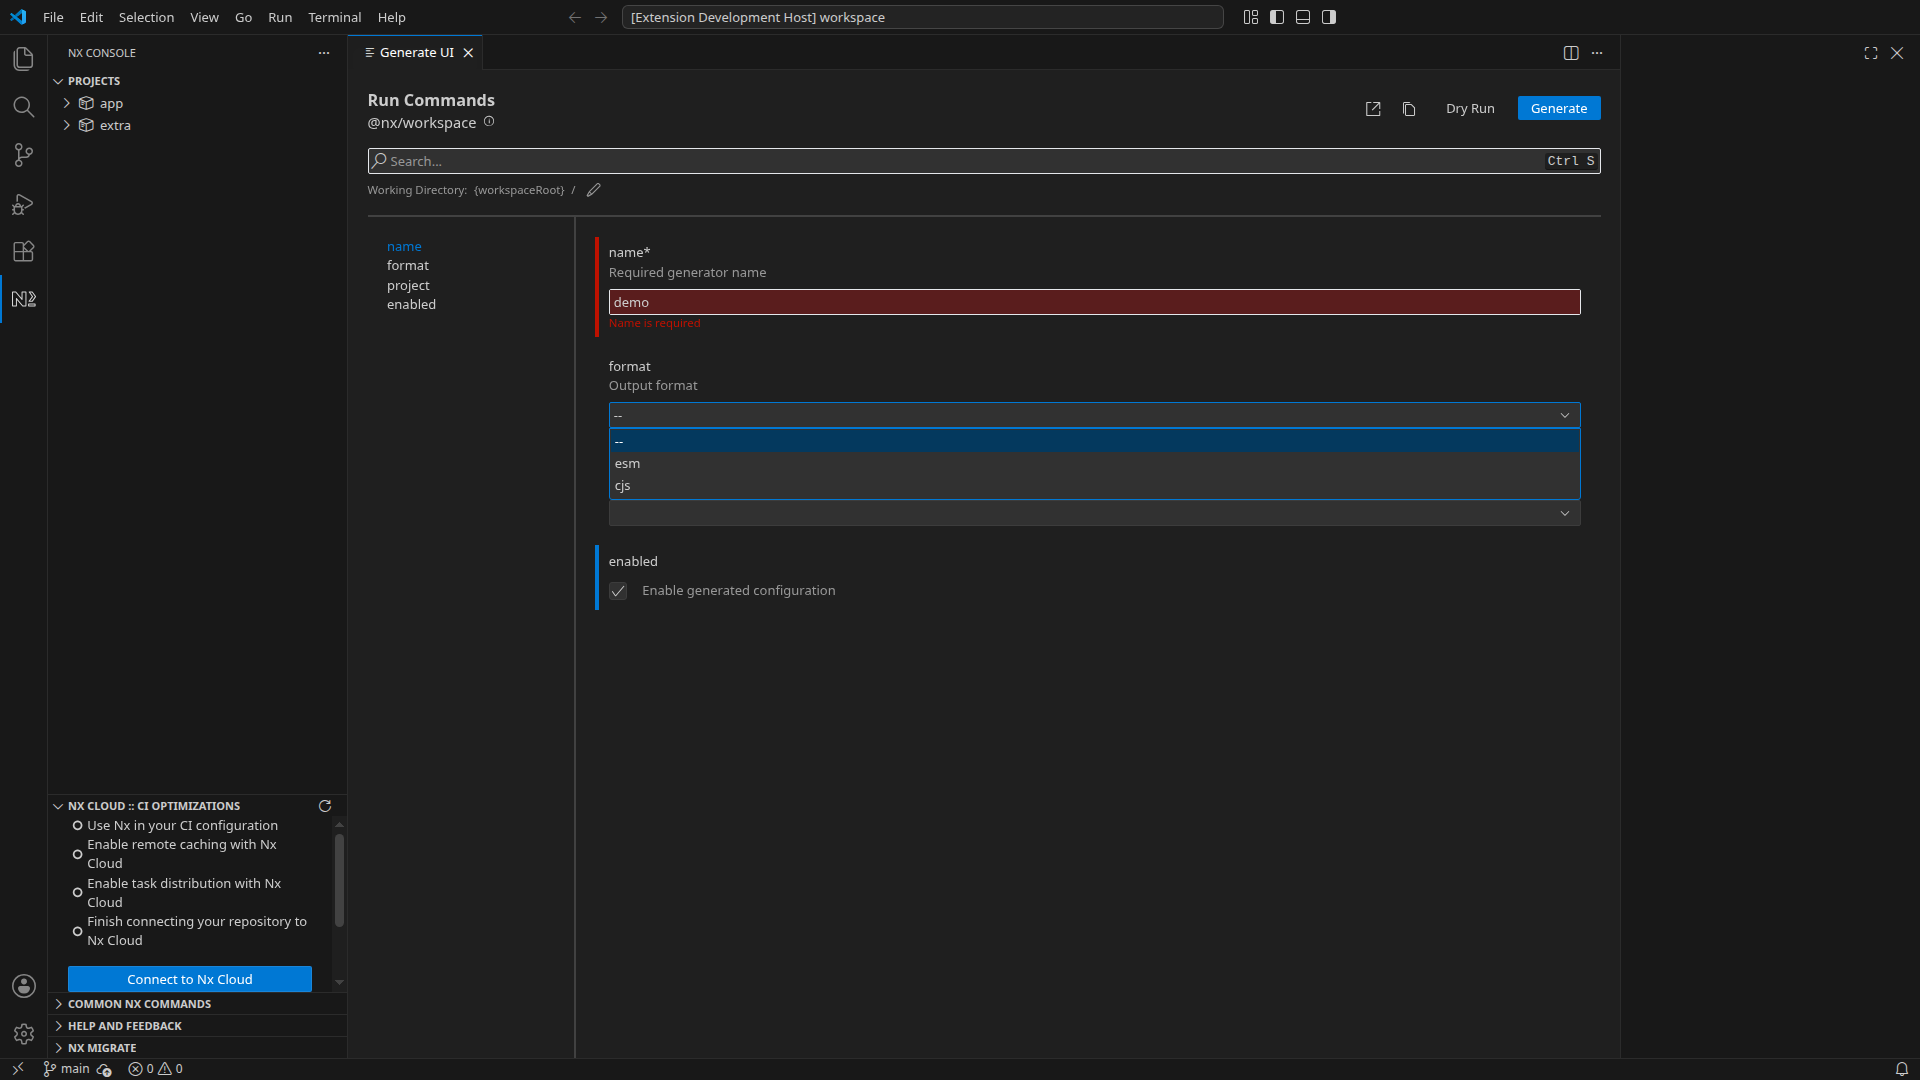 File Edit Selection View Go Run Terminal Help
[Extension Development Host] workspace
NX CONSOLE
PROJECTS
app
extra
Generate UI
Run Commands
@nx/workspace
Dry Run
Generate
Search...
Ctrl S
Working Directory: {workspaceRoot} /
name
format
project
enabled
name*
Required generator name
demo
Name is required
format
Output format
--
--
esm
cjs
enabled
Enable generated configuration
NX CLOUD :: CI OPTIMIZATIONS
Use Nx in your CI configuration
Enable remote caching with Nx
Cloud
Enable task distribution with Nx
Cloud
Finish connecting your repository to
Nx Cloud
Connect to Nx Cloud
COMMON NX COMMANDS
HELP AND FEEDBACK
NX MIGRATE
main
0
0